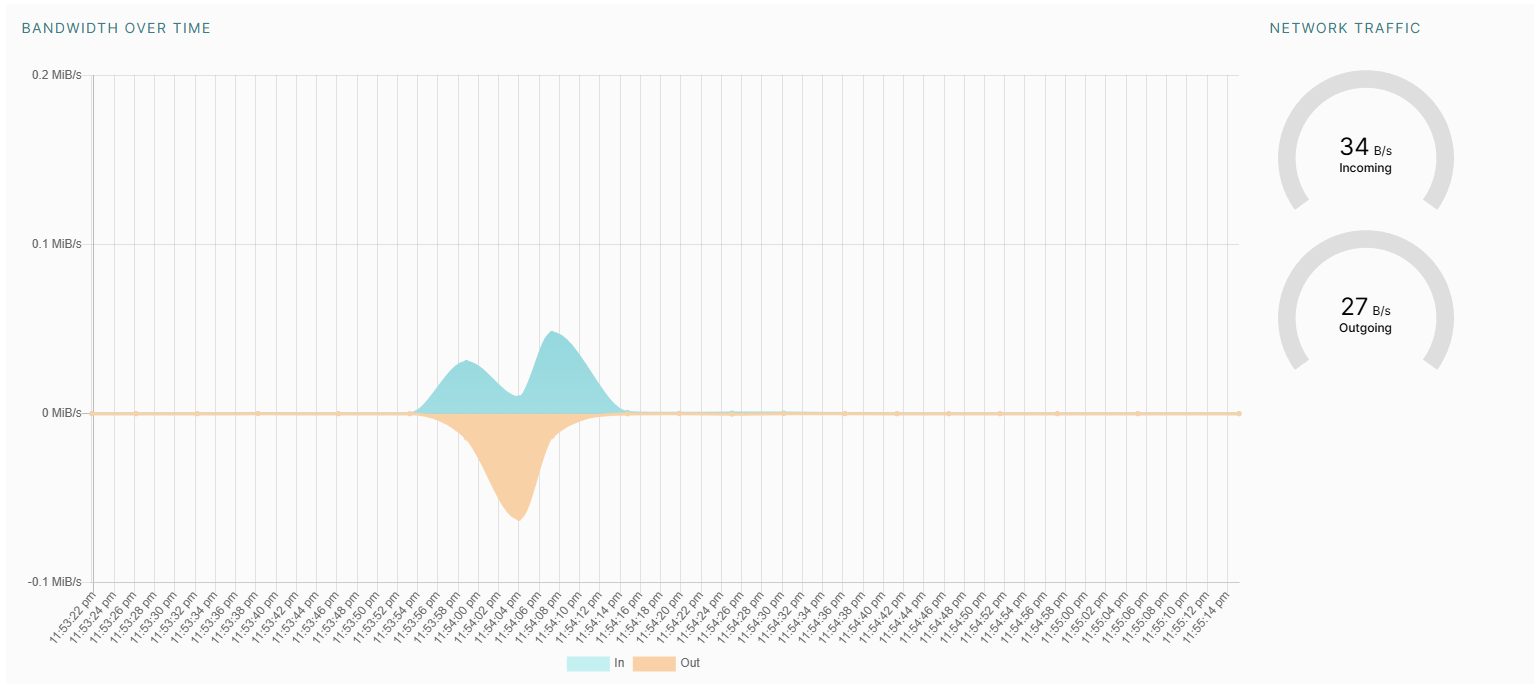 BANDWIDTH OVER TIME
NETWORK TRAFFIC
0.2 MiB/s
0.1 MiB/s
0 MiB/s
-0.1 MiB/s
11:53:22 pm
11:53:24 pm
11:53:26 pm
11:53:28 pm
11:53:30 pm
11:53:32 pm
11:53:34 pm
11:53:36 pm
11:53:38 pm
11:53:40 pm
11:53:42 pm
11:53:44 pm
11:53:46 pm
11:53:48 pm
11:53:50 pm
11:53:52 pm
11:53:54 pm
11:53:56 pm
11:53:58 pm
11:54:00 pm
11:54:02 pm
11:54:04 pm
11:54:06 pm
11:54:08 pm
11:54:10 pm
11:54:12 pm
11:54:14 pm
11:54:16 pm
11:54:18 pm
11:54:20 pm
11:54:22 pm
11:54:24 pm
11:54:26 pm
11:54:28 pm
11:54:30 pm
11:54:32 pm
11:54:34 pm
11:54:36 pm
11:54:38 pm
11:54:40 pm
11:54:42 pm
11:54:44 pm
11:54:46 pm
11:54:48 pm
11:54:50 pm
11:54:52 pm
11:54:54 pm
11:54:56 pm
11:54:58 pm
11:55:00 pm
11:55:02 pm
11:55:04 pm
11:55:06 pm
11:55:08 pm
11:55:10 pm
11:55:12 pm
11:55:14 pm
In
Out
34 B/s
Incoming
27 B/s
Outgoing